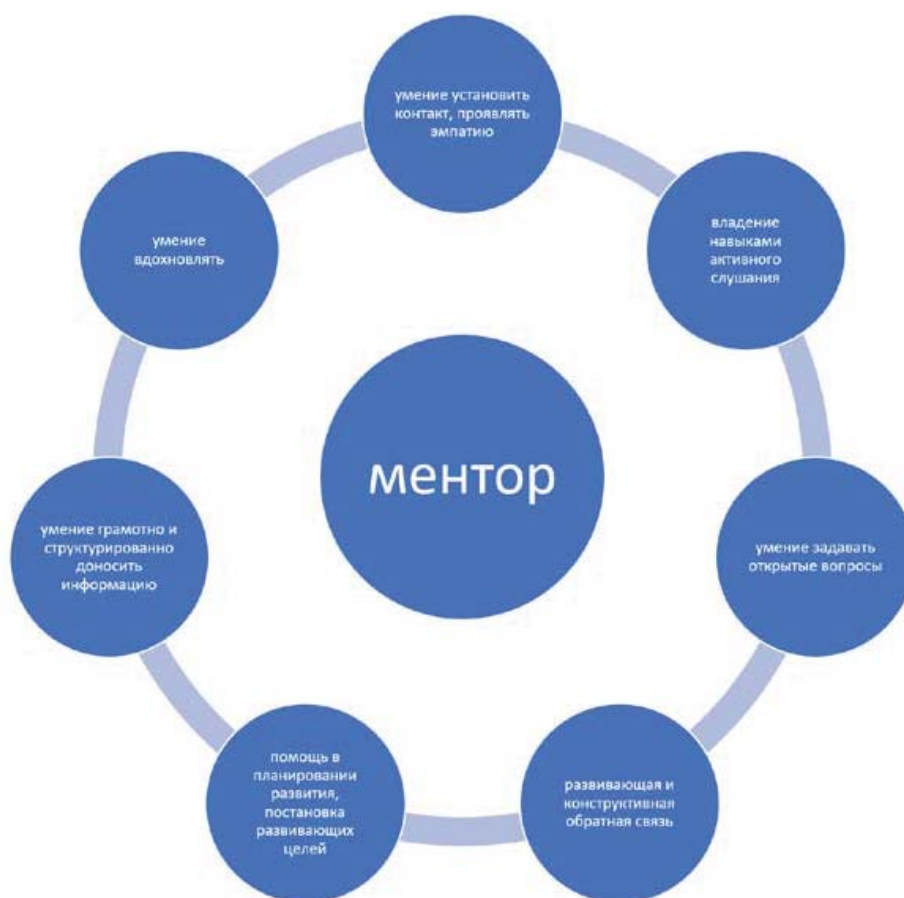 умение установить
контакт, проявлять
эмпатию
владение
навыками
активного
слушания
умение задавать
открытые вопросы
развивающая и
конструктивная
обратная связь
помощь в
планировании
развития,
постановка
развивающих
целей
умение грамотно и
структурированно
доносить
информацию
умение
вдохновлять
ментор